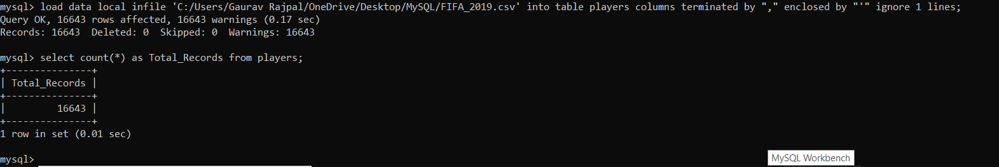 mysql> load data local infile 'C:/Users/Gaurav Rajpal/OneDrive/Desktop/MySQL/FIFA_2019.csv' into table players columns terminated by "," enclosed by "'" ignore 1 lines;
Query OK, 16643 rows affected, 16643 warnings (0.17 sec)
Records: 16643  Deleted: 0  Skipped: 0  Warnings: 16643
mysql> select count(*) as Total_Records from players;
+---------------+
| Total_Records |
+---------------+
|         16643 |
+---------------+
1 row in set (0.01 sec)
mysql>
MySQL Workbench